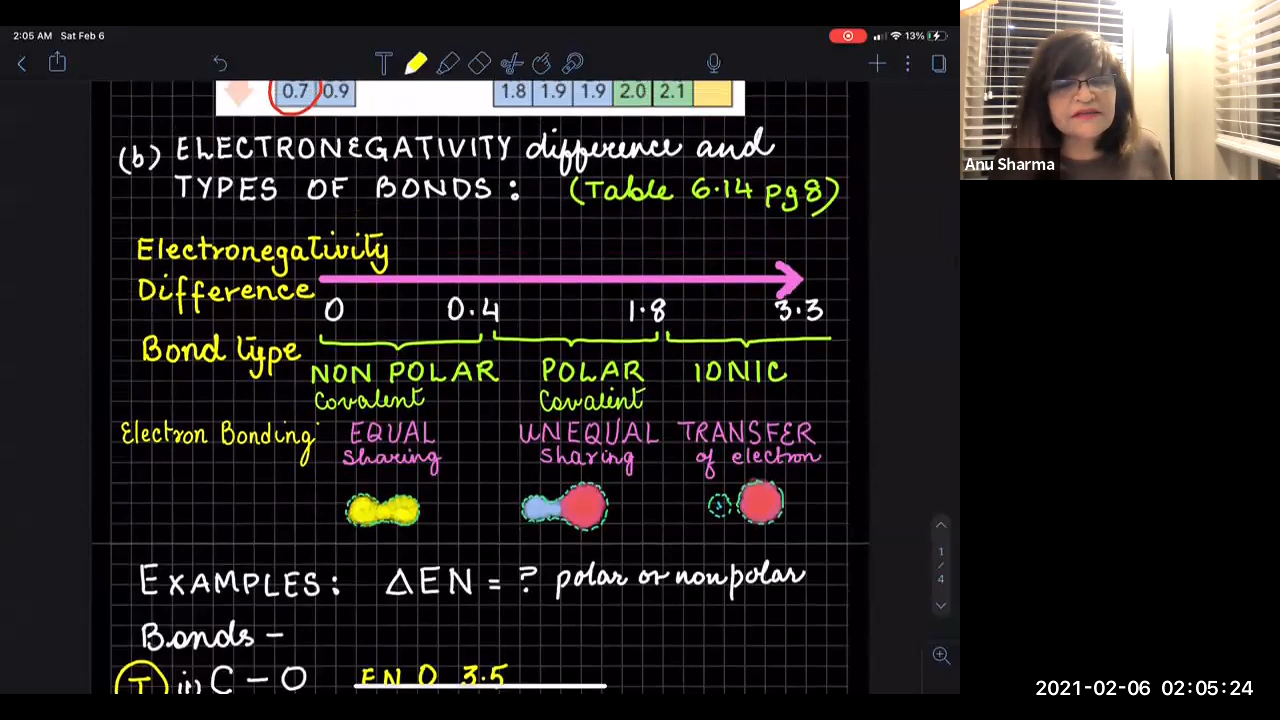 2:05 AM Sat Feb 6
13%
0.7 0.9 1.8 1.9 1.9 2.0 2.1
(b) ELECTRONEGATIVITY difference and
TYPES OF BONDS : (Table 6.14 pg 8)
Electronegativity
Difference
0 0.4 1.8 3.3
Bond type
NON POLAR POLAR IONIC
Covalent Covalent
Electron Bonding EQUAL UNEQUAL TRANSFER
sharing sharing of electron
EXAMPLES : ΔEN = ? polar or nonpolar
Bonds -
I i) C - O EN O 3.5
1
/
4
Anu Sharma
2021-02-06 02:05:24